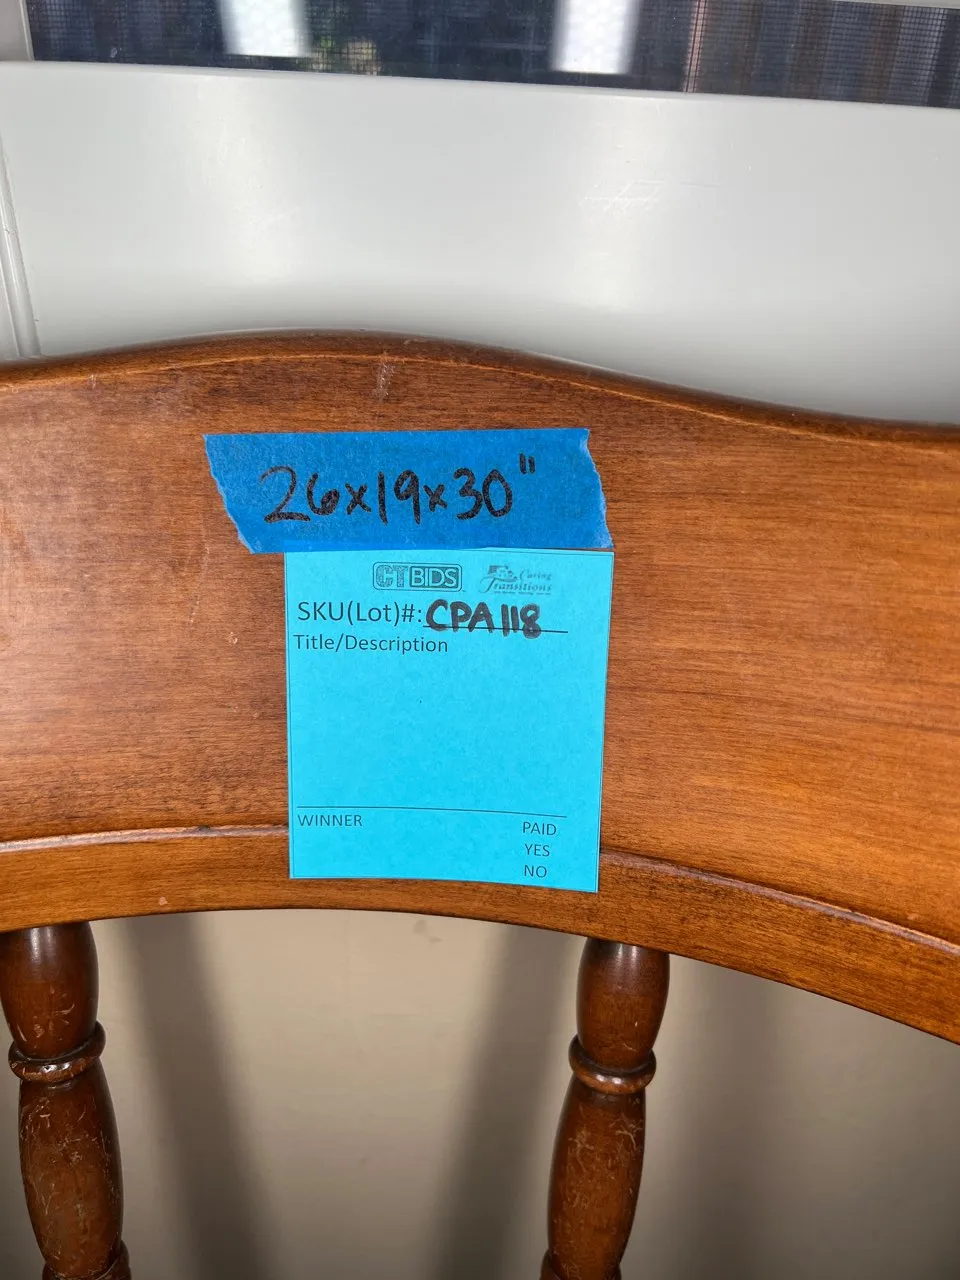 26x19x30"
CTBIDS
Caring
Transitions
SKU(Lot)#: CPA118
Title/Description
WINNER
PAID
YES
NO